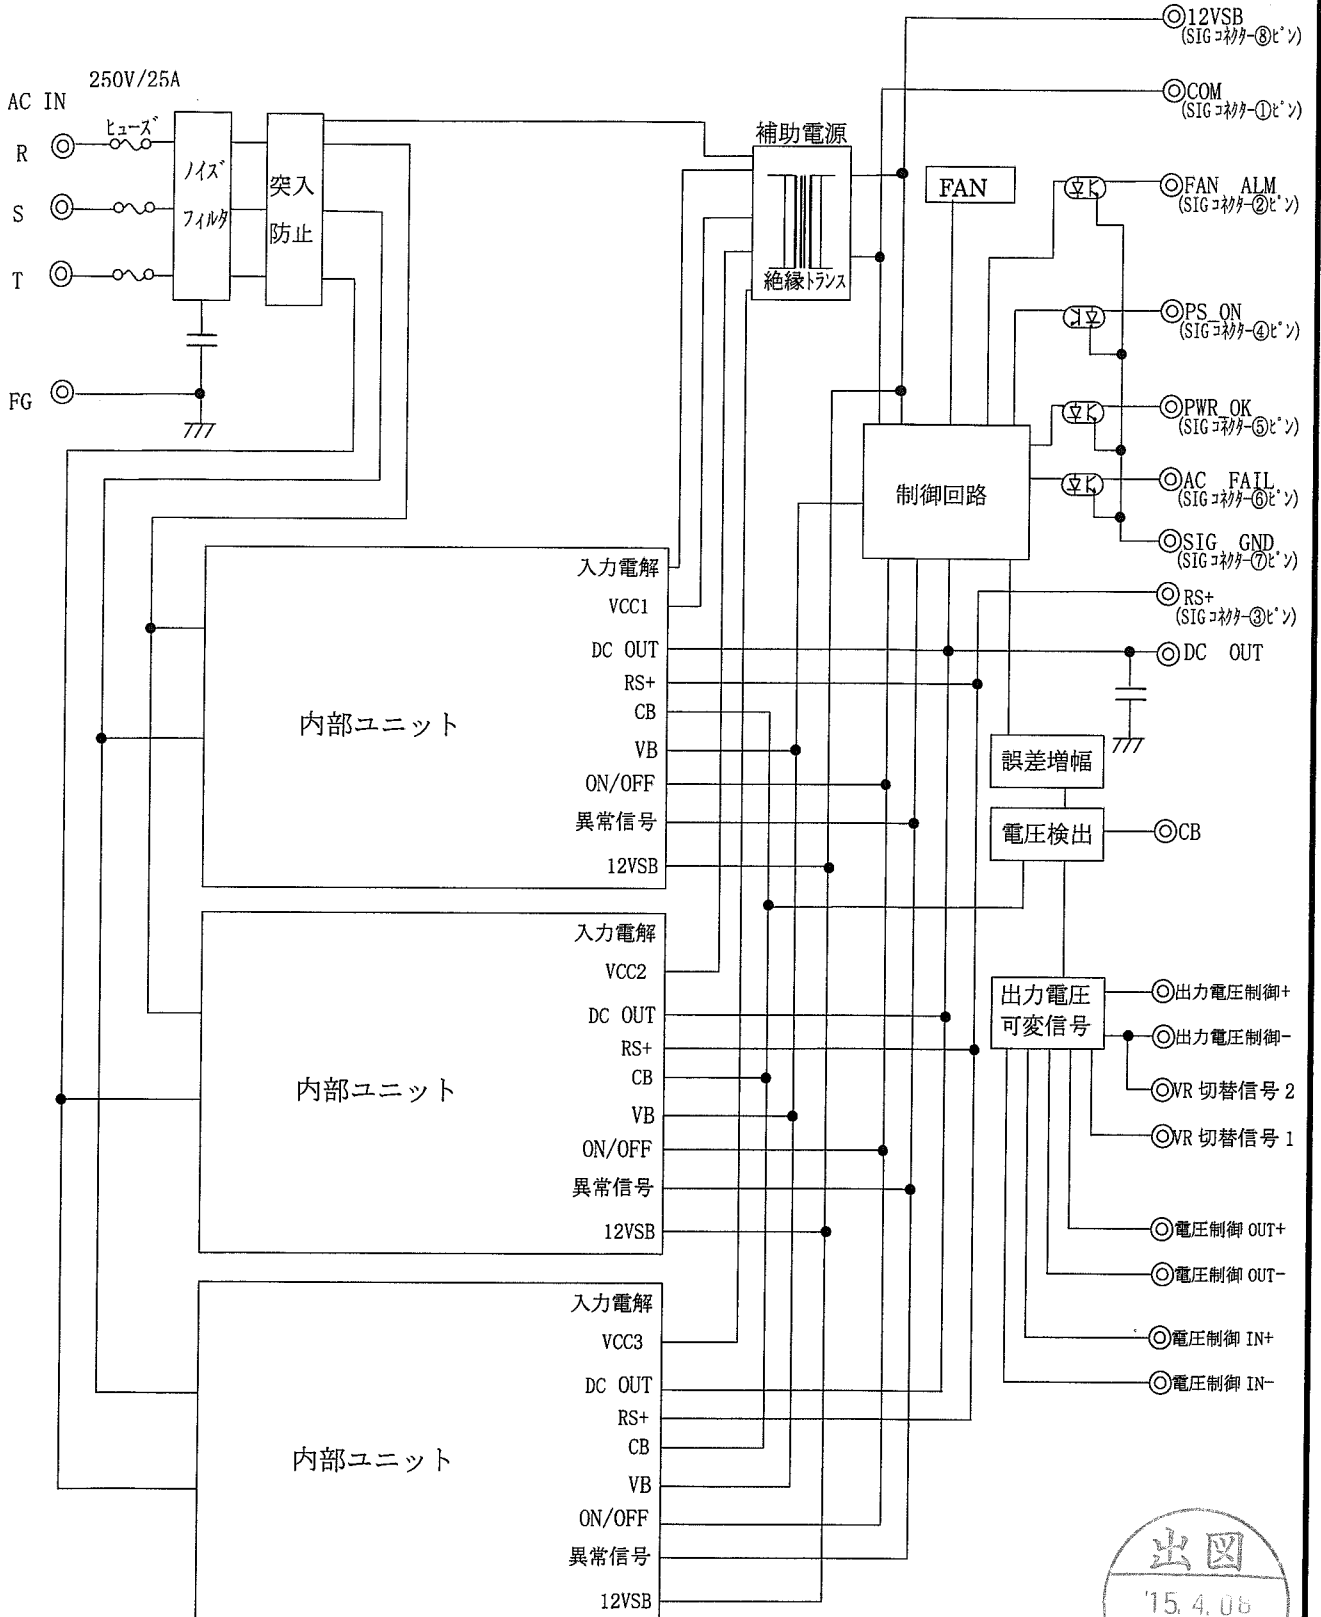 12VSB
(SIGコネクター⑧ピン)
250V/25A
AC IN
COM
(SIGコネクター①ピン)
ヒューズ
R
ノイズ
フィルタ
突入
防止
補助電源
絶縁トランス
FAN
FAN ALM
(SIGコネクター②ピン)
S
T
PS_ON
(SIGコネクター④ピン)
FG
PWR_OK
(SIGコネクター⑤ピン)
制御回路
AC FAIL
(SIGコネクター⑥ピン)
SIG GND
(SIGコネクター⑦ピン)
RS+
(SIGコネクター③ピン)
DC OUT
内部ユニット
入力電解
VCC1
DC OUT
RS+
CB
VB
ON/OFF
異常信号
12VSB
誤差増幅
電圧検出
CB
内部ユニット
入力電解
VCC2
DC OUT
RS+
CB
VB
ON/OFF
異常信号
12VSB
出力電圧
可変信号
出力電圧制御+
出力電圧制御-
VR 切替信号 2
VR 切替信号 1
電圧制御 OUT+
電圧制御 OUT-
電圧制御 IN+
電圧制御 IN-
内部ユニット
入力電解
VCC3
DC OUT
RS+
CB
VB
ON/OFF
異常信号
12VSB
出図
'15.4.08